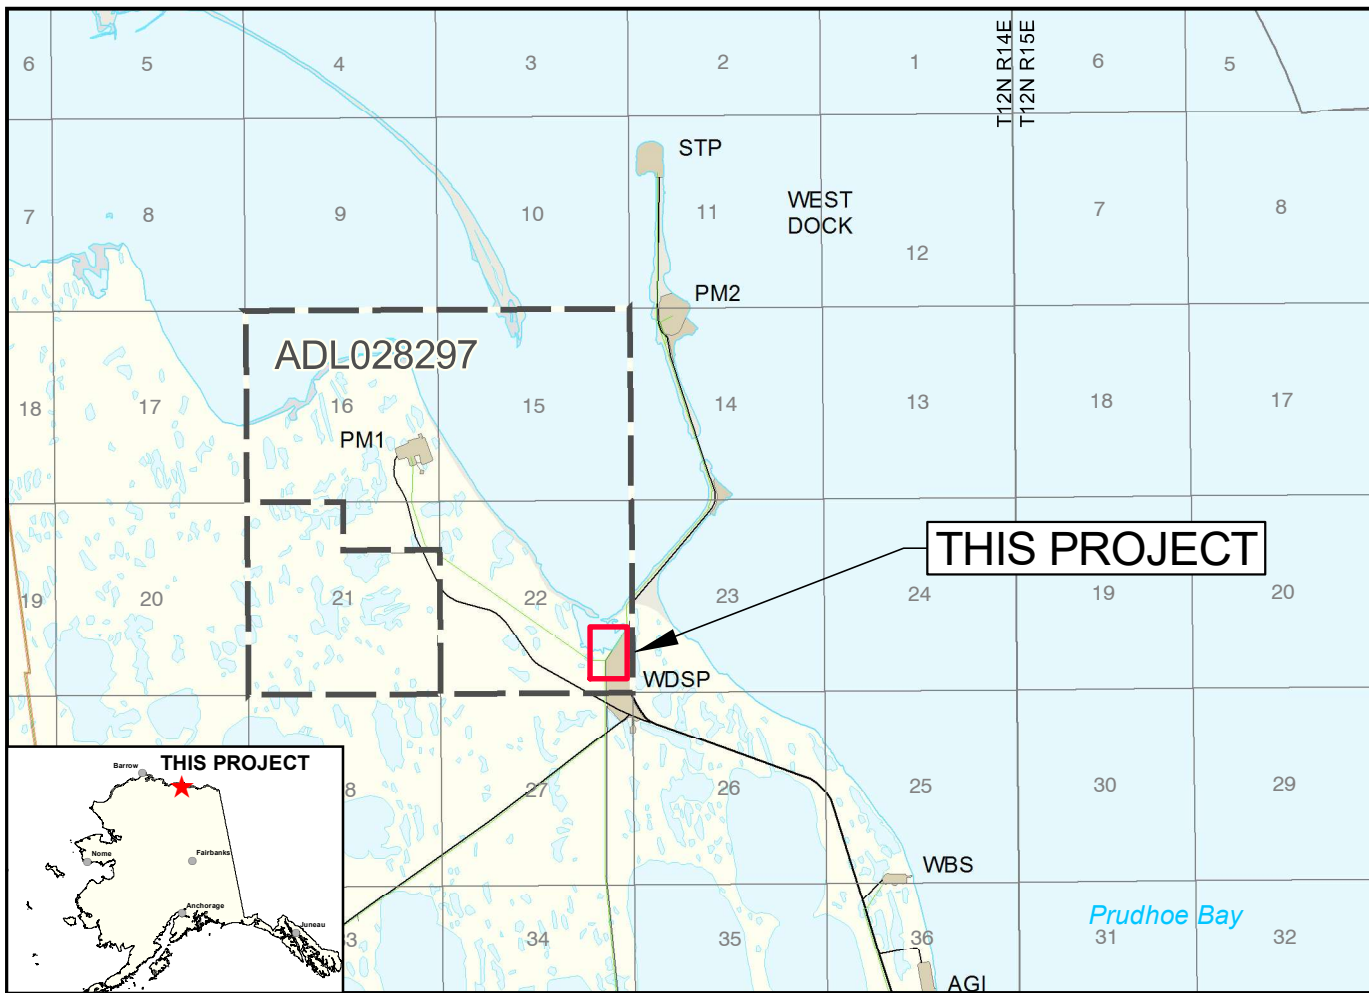 6 5 4 3 2 1 6 5
T12N R14E
T12N R15E
STP
WEST
DOCK
7 8 9 10 11 12 7 8
PM2
ADL028297
18 17 16 15 14 13 18 17
PM1
THIS PROJECT
19 20 21 22 23 24 19 20
WDSP
THIS PROJECT
Barrow
Nome
Fairbanks
Anchorage
Juneau
8 27 26 25 30 29
WBS
Prudhoe Bay
3 34 35 36 31 32
AGI